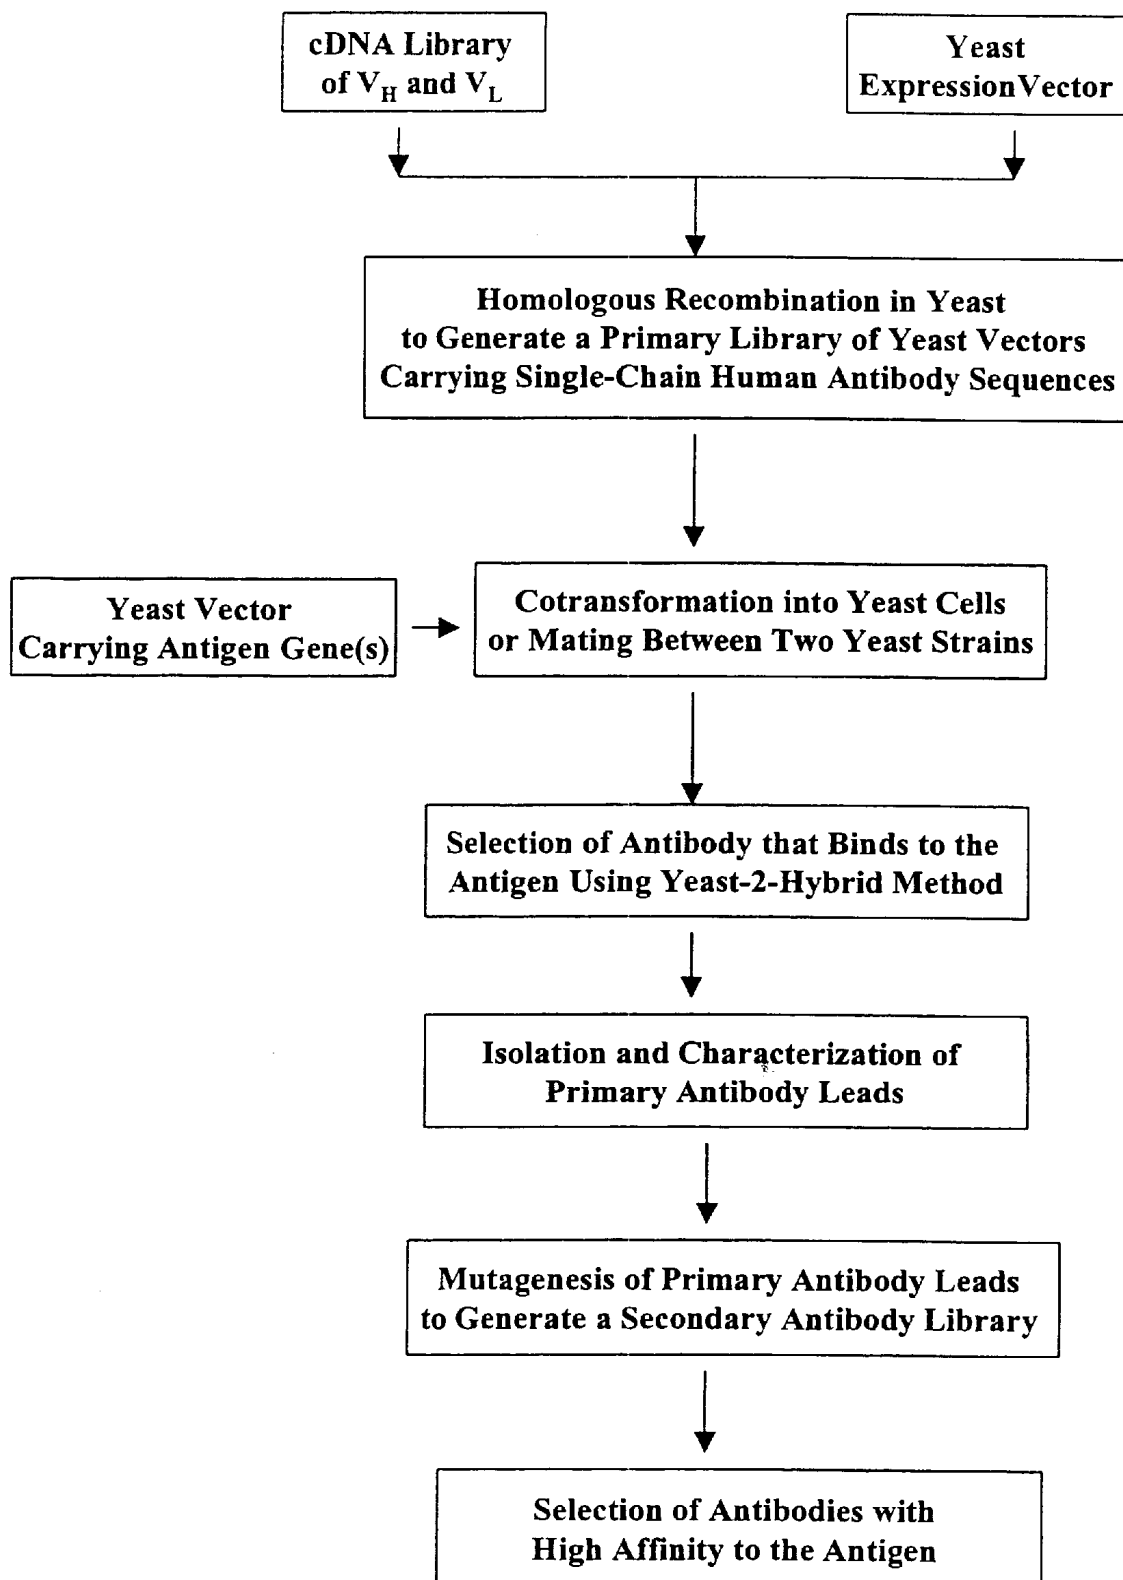 cDNA Library
of VH and VL
Yeast
ExpressionVector
Homologous Recombination in Yeast
to Generate a Primary Library of Yeast Vectors
Carrying Single-Chain Human Antibody Sequences
Yeast Vector
Carrying Antigen Gene(s)
Cotransformation into Yeast Cells
or Mating Between Two Yeast Strains
Selection of Antibody that Binds to the
Antigen Using Yeast-2-Hybrid Method
Isolation and Characterization of
Primary Antibody Leads
Mutagenesis of Primary Antibody Leads
to Generate a Secondary Antibody Library
Selection of Antibodies with
High Affinity to the Antigen